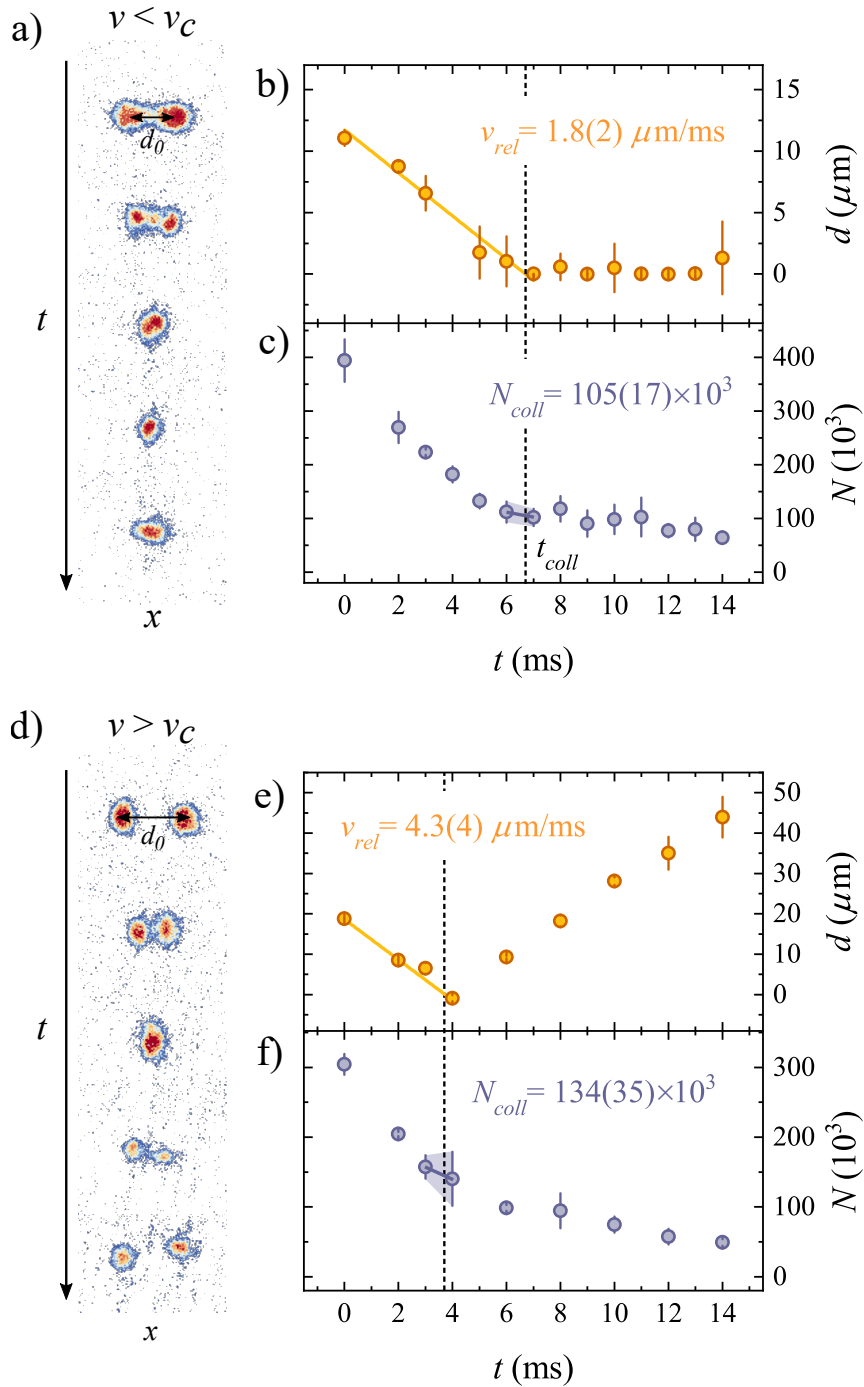 a)
v < v_C
d_0
t
x
b)
v_rel= 1.8(2) μm/ms
15
10
5
0
d (μm)
c)
N_coll = 105(17)×10^3
400
300
200
100
0
N (10^3)
t_coll
0 2 4 6 8 10 12 14
t (ms)
d)
v > v_C
d_0
t
x
e)
v_rel= 4.3(4) μm/ms
50
40
30
20
10
0
d (μm)
f)
N_coll = 134(35)×10^3
300
200
100
0
N (10^3)
0 2 4 6 8 10 12 14
t (ms)